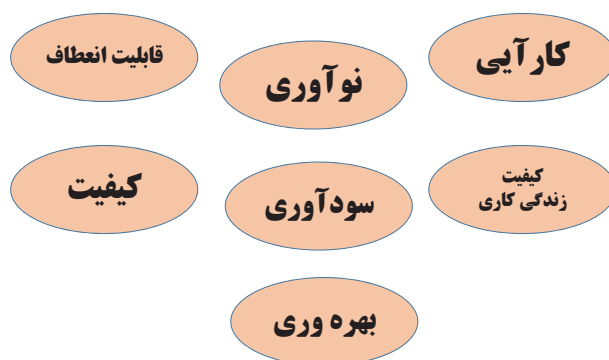 کارآیی
نوآوری
قابلیت انعطاف
کیفیت
زندگی کاری
سودآوری
کیفیت
بهره وری